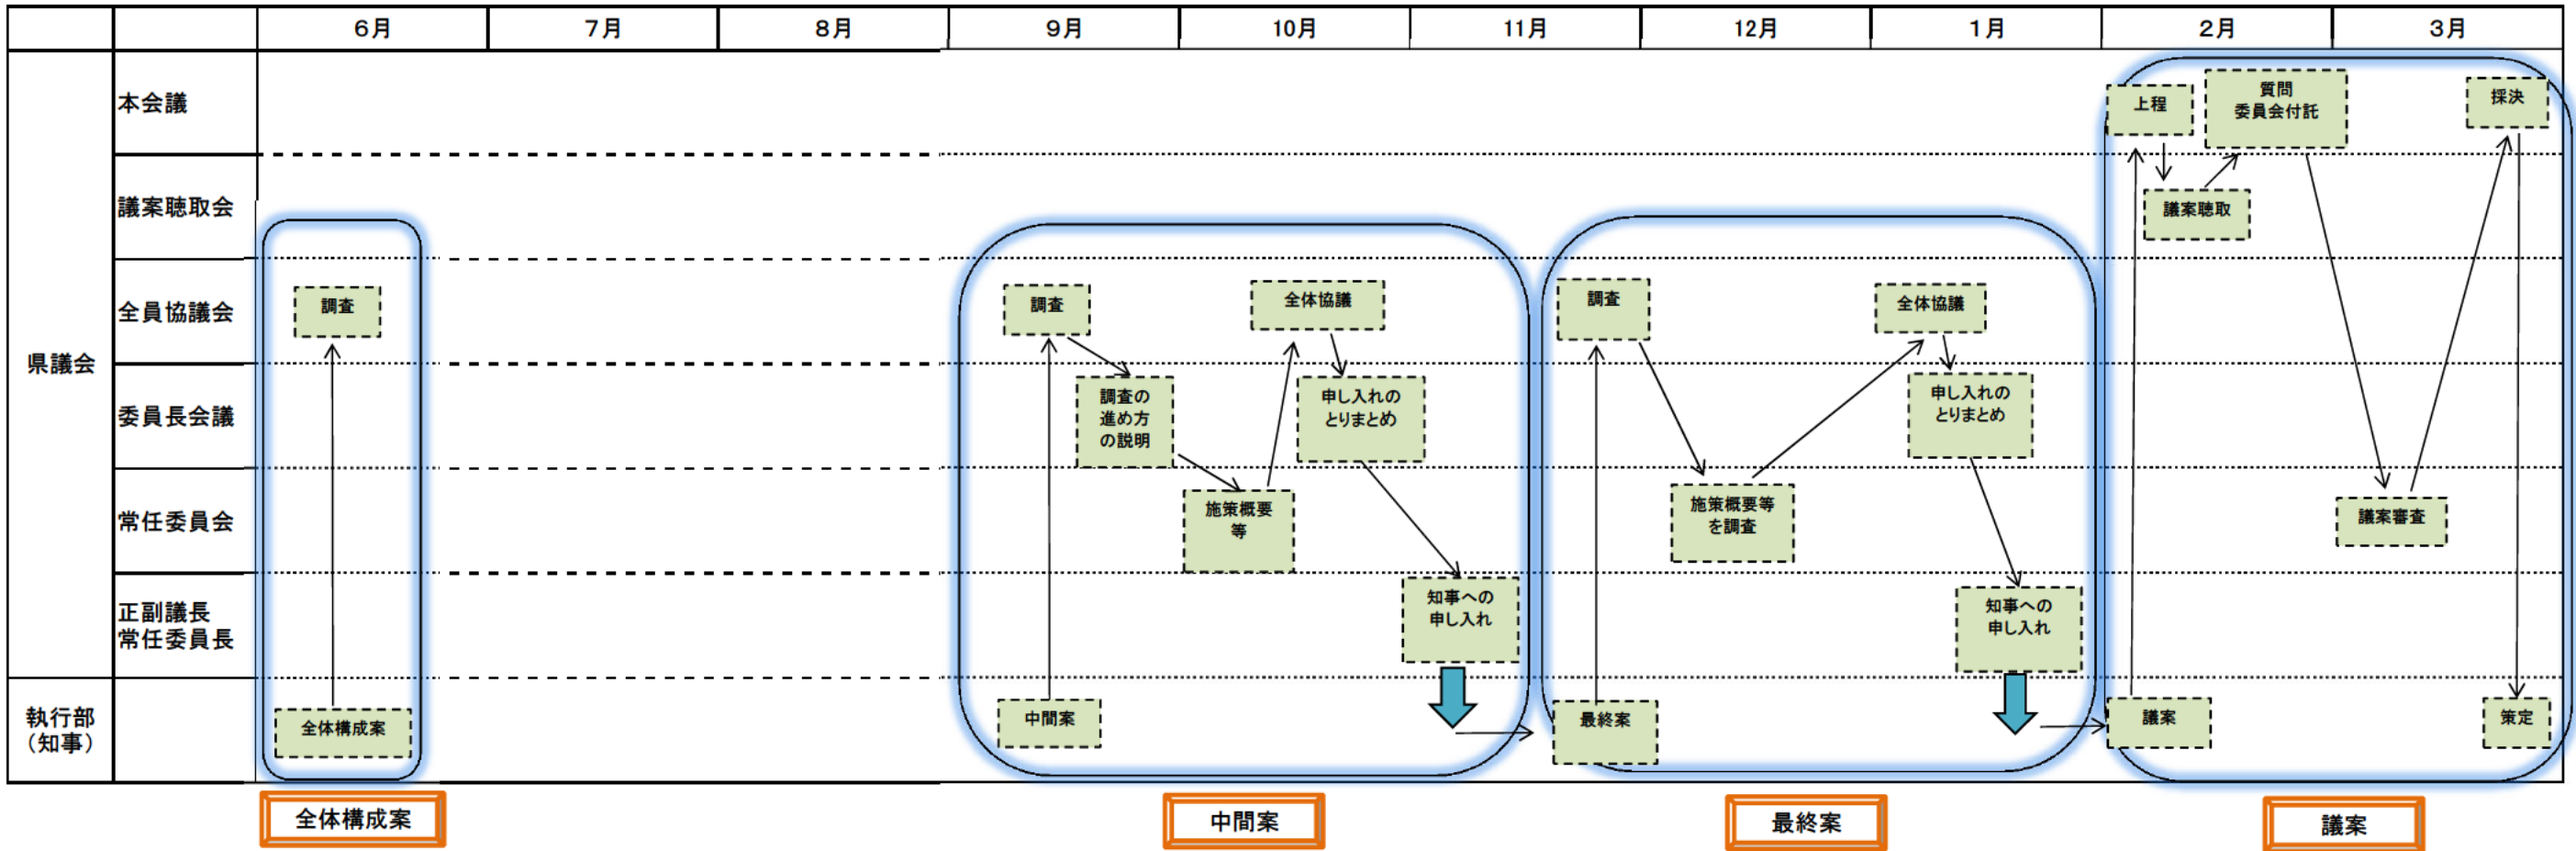 6月 7月 8月 9月 10月 11月 12月 1月 2月 3月
県議会
本会議
上程
質問
委員会付託
採決
議案聴取会
議案聴取
全員協議会
調査
調査
全体協議
調査
全体協議
委員長会議
調査の
進め方
の説明
申し入れの
とりまとめ
申し入れの
とりまとめ
常任委員会
施策概要
等
施策概要等
を調査
議案審査
正副議長
常任委員長
知事への
申し入れ
知事への
申し入れ
執行部
（知事）
全体構成案
中間案
最終案
議案
策定
全体構成案
中間案
最終案
議案